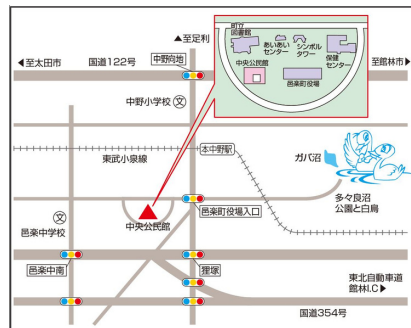 ▲至足利
◀至太田市
国道122号
中野向地
至館林市▶
町立
図書館
あいあい
センター
シンボル
タワー
保健
センター
中央公民館
邑楽町役場
中野小学校
文
本中野駅
東武小泉線
ガバ沼
多々良沼
公園と白鳥
文
邑楽中学校
中央公民館
邑楽町役場入口
邑楽中南
狸塚
東北自動車道
館林I.C▶
国道354号